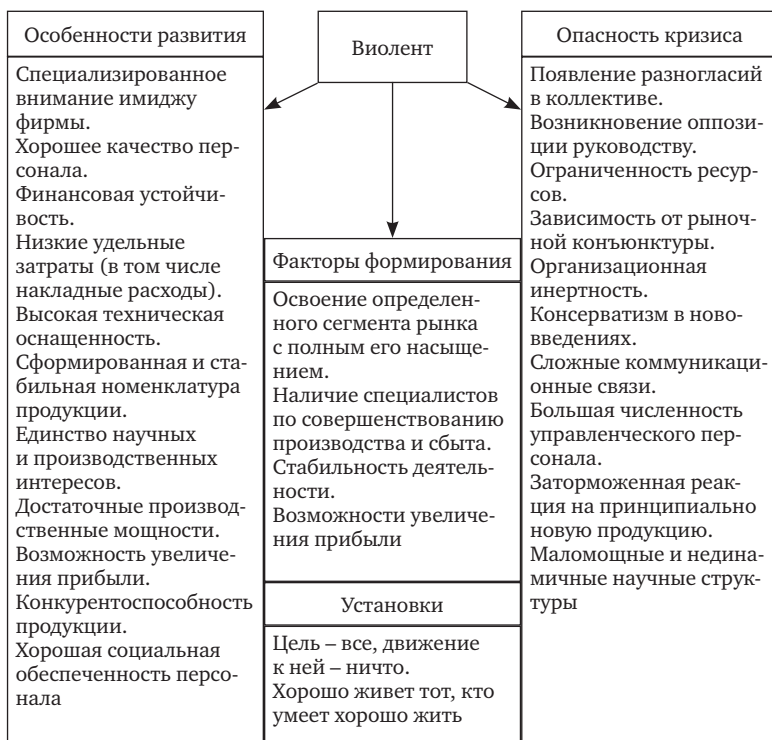 Особенности развития
Специализированное
внимание имиджу
фирмы.
Хорошее качество пер-
сонала.
Финансовая устойчи-
вость.
Низкие удельные
затраты (в том числе
накладные расходы).
Высокая техническая
оснащенность.
Сформированная и ста-
бильная номенклатура
продукции.
Единство научных
и производственных
интересов.
Достаточные производ-
ственные мощности.
Возможность увеличе-
ния прибыли.
Конкурентоспособность
продукции.
Хорошая социальная
обеспеченность персо-
нала
Виолент
Факторы формирования
Освоение определен-
ного сегмента рынка
с полным его насыще-
нием.
Наличие специалистов
по совершенствованию
производства и сбыта.
Стабильность деятель-
ности.
Возможности увеличе-
ния прибыли
Установки
Цель – все, движение
к ней – ничто.
Хорошо живет тот, кто
умеет хорошо жить
Опасность кризиса
Появление разногласий
в коллективе.
Возникновение оппози-
ции руководству.
Ограниченность ресур-
сов.
Зависимость от рыноч-
ной конъюнктуры.
Организационная
инертность.
Консерватизм в ново-
введениях.
Сложные коммуникаци-
онные связи.
Большая численность
управленческого пер-
сонала.
Заторможенная реак-
ция на принципиально
новую продукцию.
Маломощные и недина-
мичные научные струк-
туры